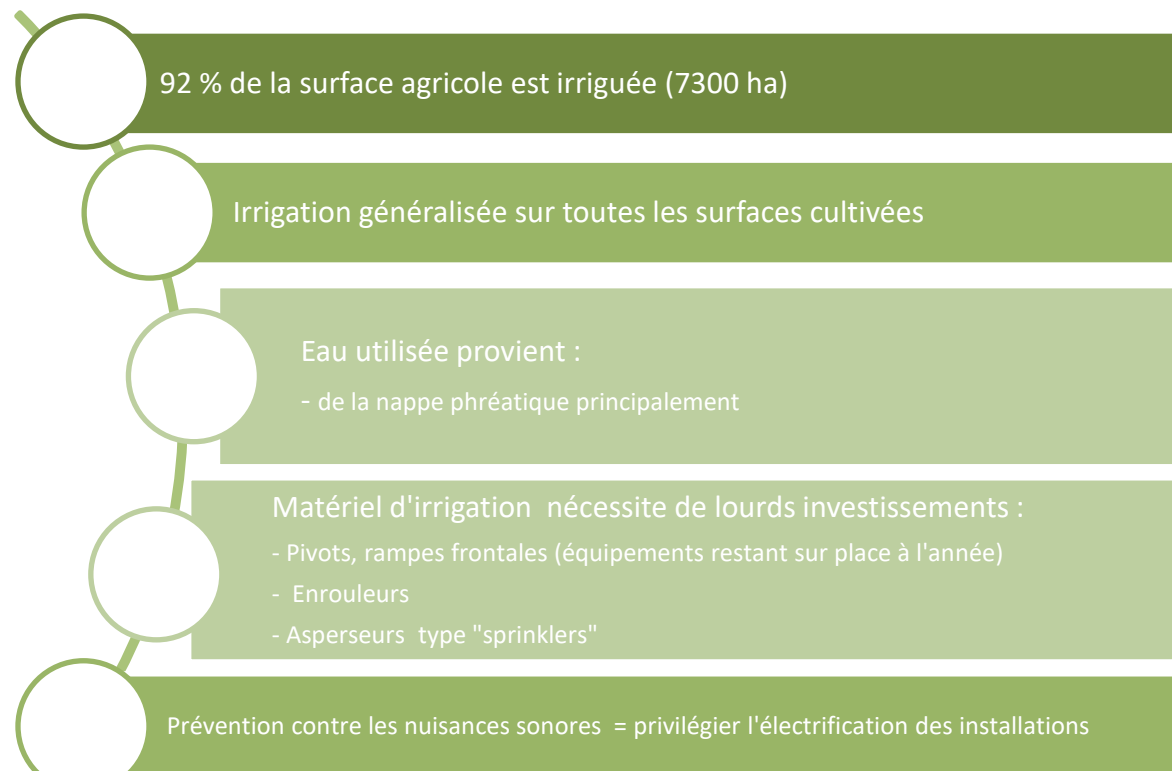 92 % de la surface agricole est irriguée (7300 ha)
Irrigation généralisée sur toutes les surfaces cultivées
Eau utilisée provient :
- de la nappe phréatique principalement
Matériel d'irrigation  nécessite de lourds investissements :
- Pivots, rampes frontales (équipements restant sur place à l'année)
-  Enrouleurs
- Asperseurs  type "sprinklers"
Prévention contre les nuisances sonores  = privilégier l'électrification des installations